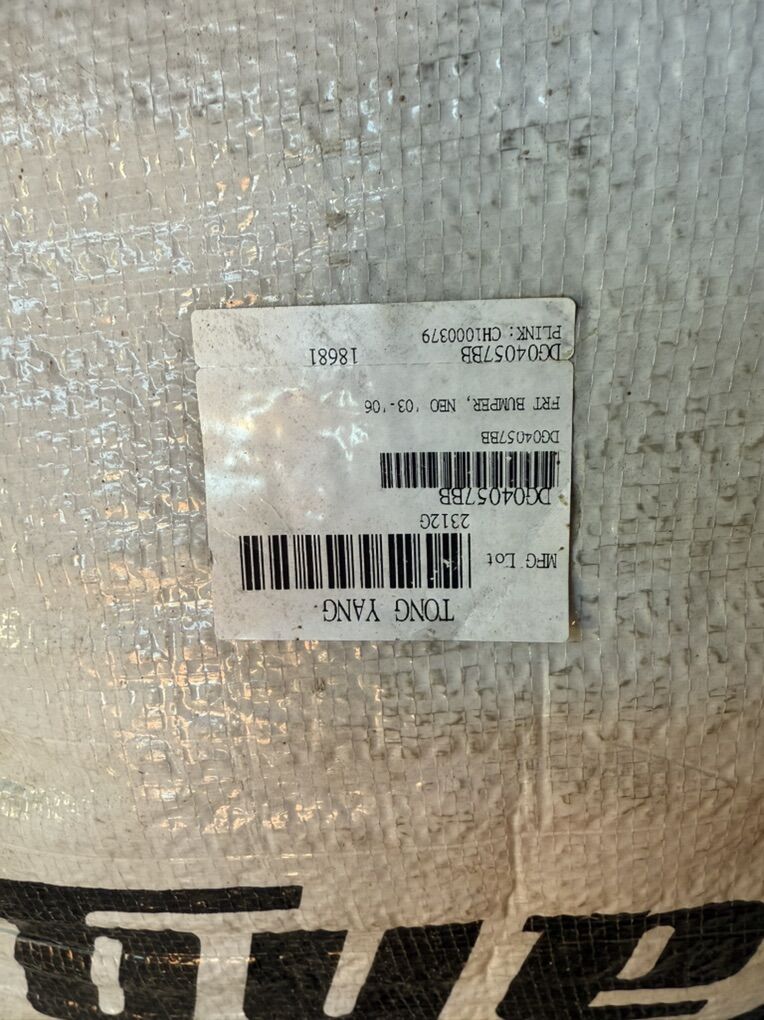 TONG YANG
MFG Lot
2312G
DG04057BB
DG04057BB
FRT BUMPER, NEO '03-'06
DG04057BB 18681
PLINK: CH1000379